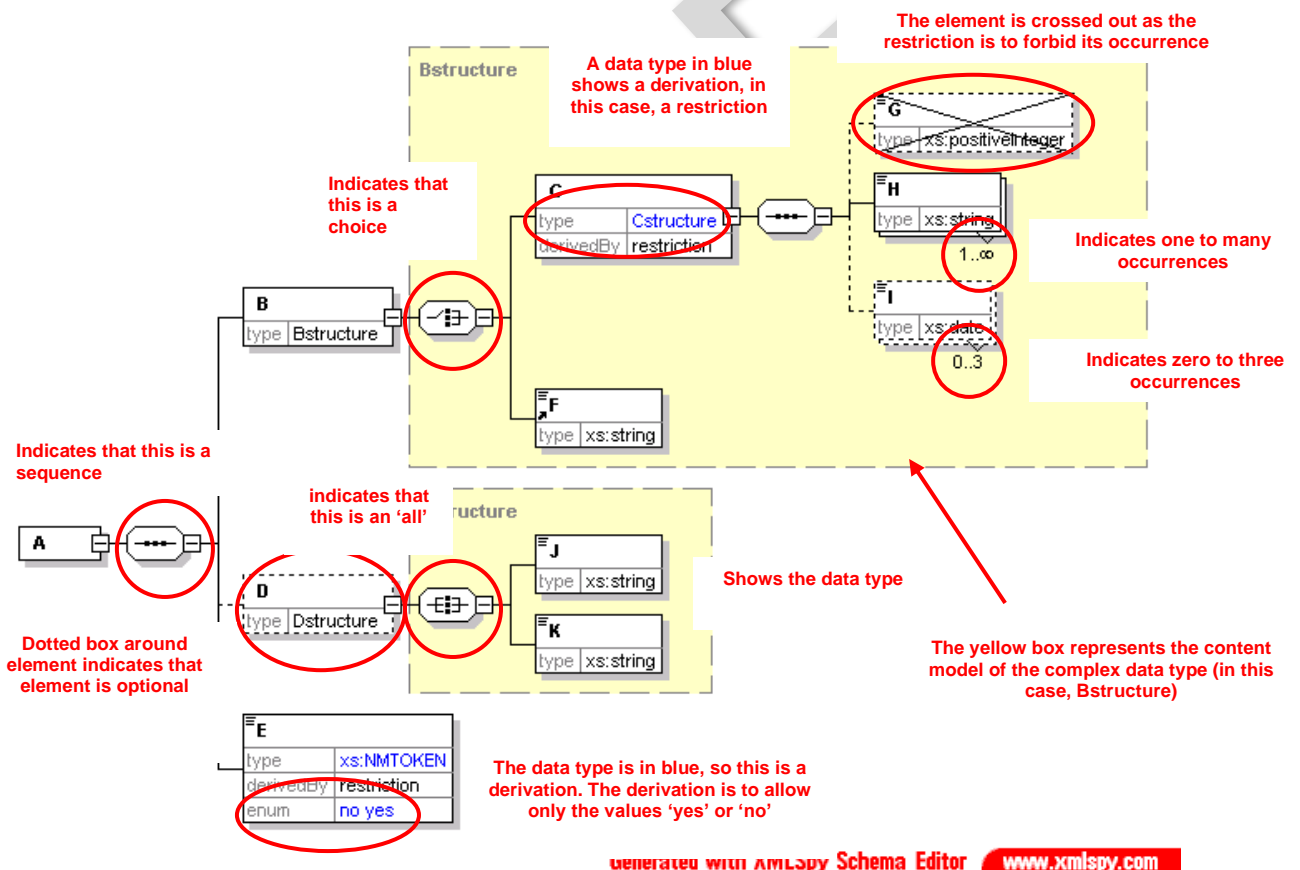 The element is crossed out as the
restriction is to forbid its occurrence
Bstructure
A data type in blue
shows a derivation, in
this case, a restriction
G
type xs:positiveInteger
Indicates that
this is a
choice
C
type Cstructure
derivedBy restriction
H
type xs:string
1..∞
Indicates one to many
occurrences
B
type Bstructure
I
type xs:date
0..3
Indicates zero to three
occurrences
F
type xs:string
Indicates that this is a
sequence
indicates that
this is an ‘all’
ucture
A
J
type xs:string
Shows the data type
D
type Dstructure
K
type xs:string
Dotted box around
element indicates that
element is optional
The yellow box represents the content
model of the complex data type (in this
case, Bstructure)
E
type xs:NMTOKEN
derivedBy restriction
enum no yes
The data type is in blue, so this is a
derivation. The derivation is to allow
only the values ‘yes’ or ‘no’
Generated with XMLSpy Schema Editor www.xmlspy.com